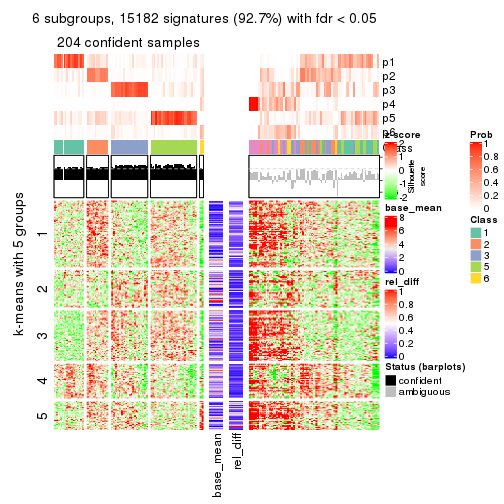 6 subgroups, 15182 signatures (92.7%) with fdr < 0.05
204 confident samples
p1
p2
p3
p4
p5
p6
Class
Silhouette
score
k-means with 5 groups
1
2
3
4
5
base_mean
rel_diff
z-score
2
1
0
-1
-2
base_mean
8
6
4
2
0
rel_diff
1
0.8
0.6
0.4
0.2
0
Status (barplots)
confident
ambiguous
Prob
1
0.8
0.6
0.4
0.2
0
Class
1
2
3
5
6